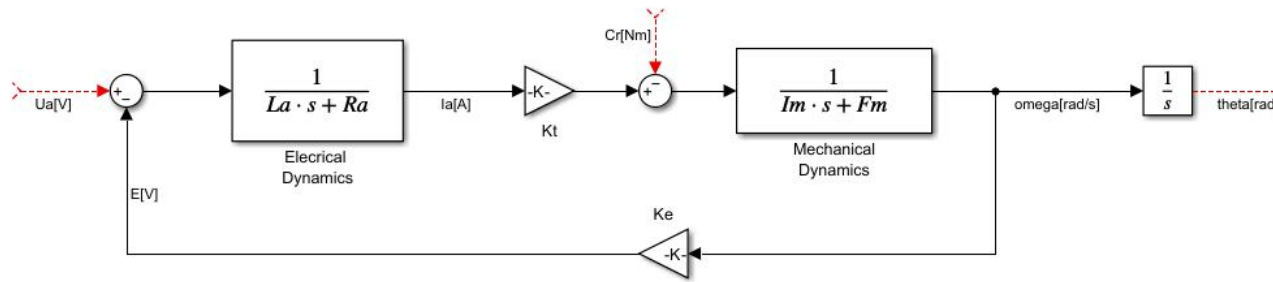 Cr[Nm]
−
Ua[V]
+
−
1
La · s + Ra
Elecrical
Dynamics
Ia[A]
-K-
Kt
+
1
Im · s + Fm
Mechanical
Dynamics
omega[rad/s]
1
s
theta[rad
E[V]
Ke
-K-